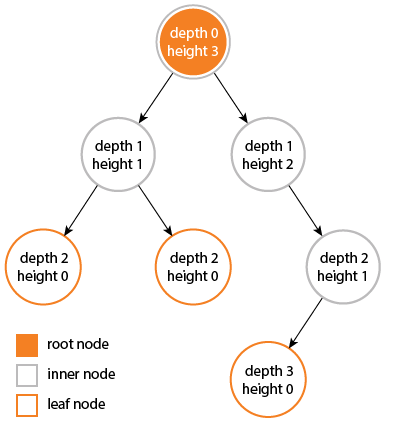 depth 0
height 3
depth 1
height 1
depth 1
height 2
depth 2
height 0
depth 2
height 0
depth 2
height 1
depth 3
height 0
root node
inner node
leaf node